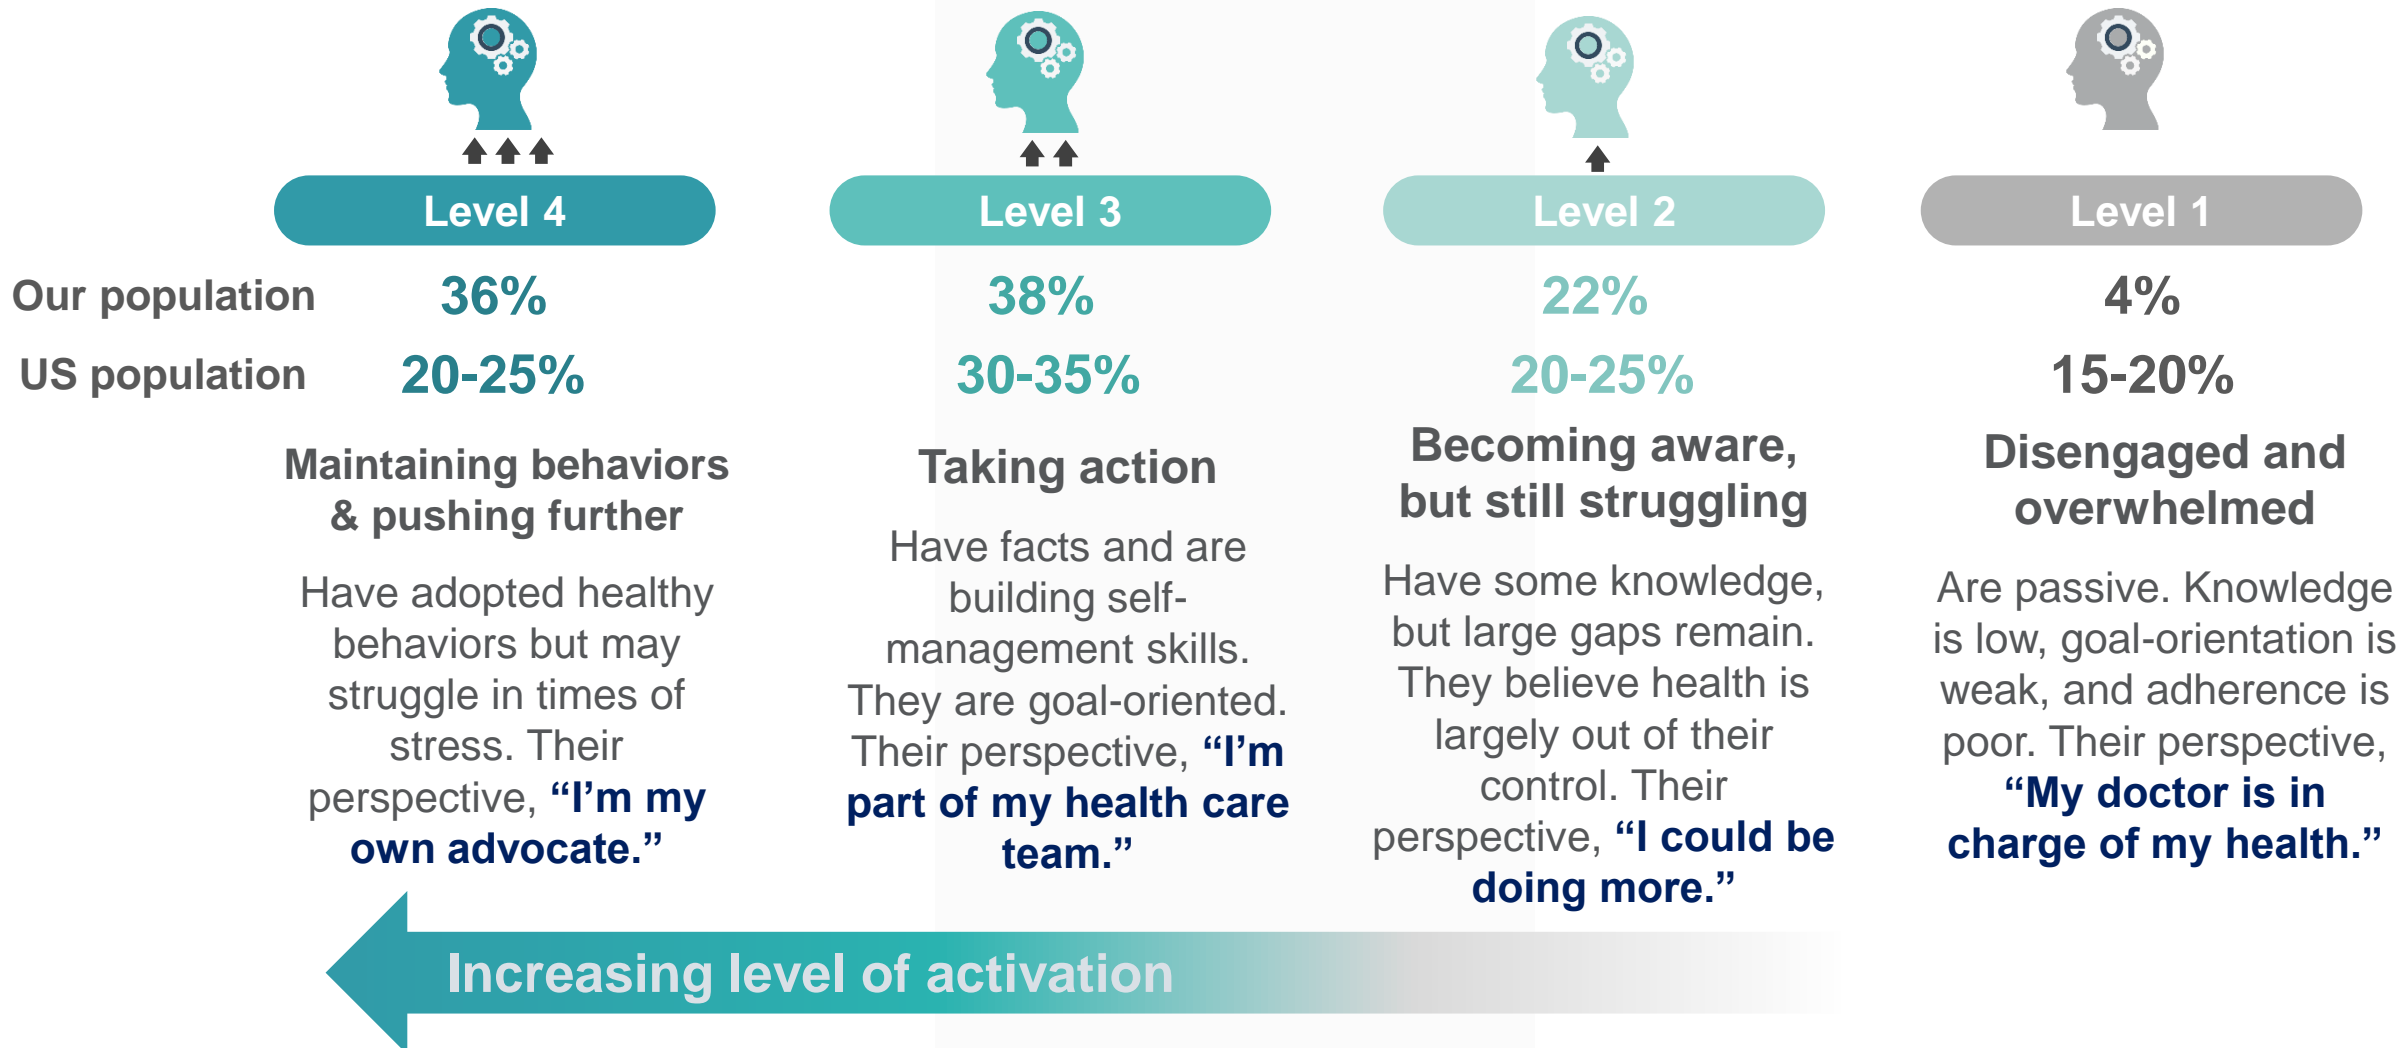 Level 4
Level 3
Level 2
Level 1
Our population
36%
38%
22%
4%
US population
20-25%
30-35%
20-25%
15-20%
Maintaining behaviors
& pushing further
Have adopted healthy
behaviors but may
struggle in times of
stress. Their
perspective, “I’m my
own advocate.”
Taking action
Have facts and are
building self-
management skills.
They are goal-oriented.
Their perspective, “I’m
part of my health care
team.”
Becoming aware,
but still struggling
Have some knowledge,
but large gaps remain.
They believe health is
largely out of their
control. Their
perspective, “I could be
doing more.”
Disengaged and
overwhelmed
Are passive. Knowledge
is low, goal-orientation is
weak, and adherence is
poor. Their perspective,
“My doctor is in
charge of my health.”
Increasing level of activation